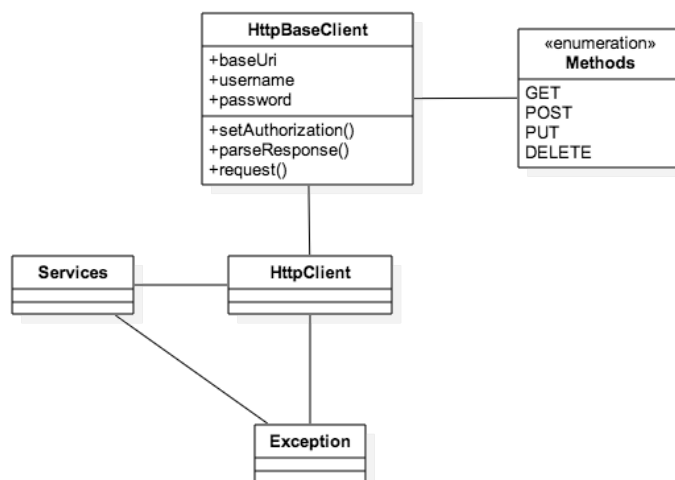 HttpBaseClient
+baseUri
+username
+password
+setAuthorization()
+parseResponse()
+request()
«enumeration»
Methods
GET
POST
PUT
DELETE
Services
HttpClient
Exception